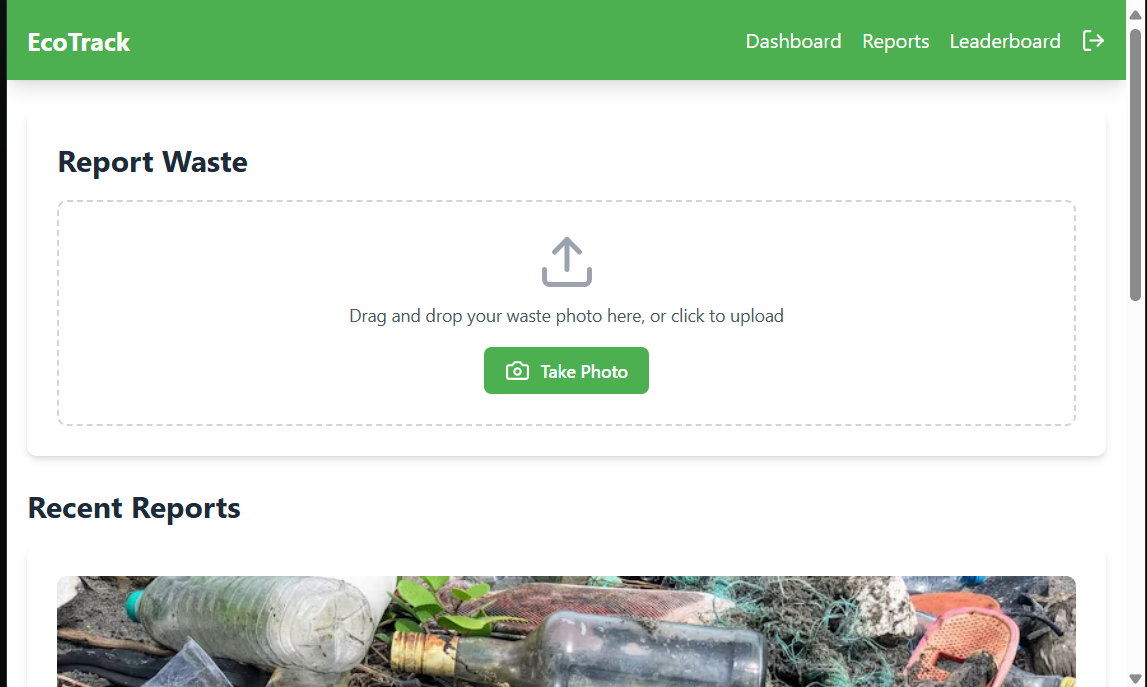 EcoTrack
Dashboard Reports Leaderboard
Report Waste
Drag and drop your waste photo here, or click to upload
Take Photo
Recent Reports